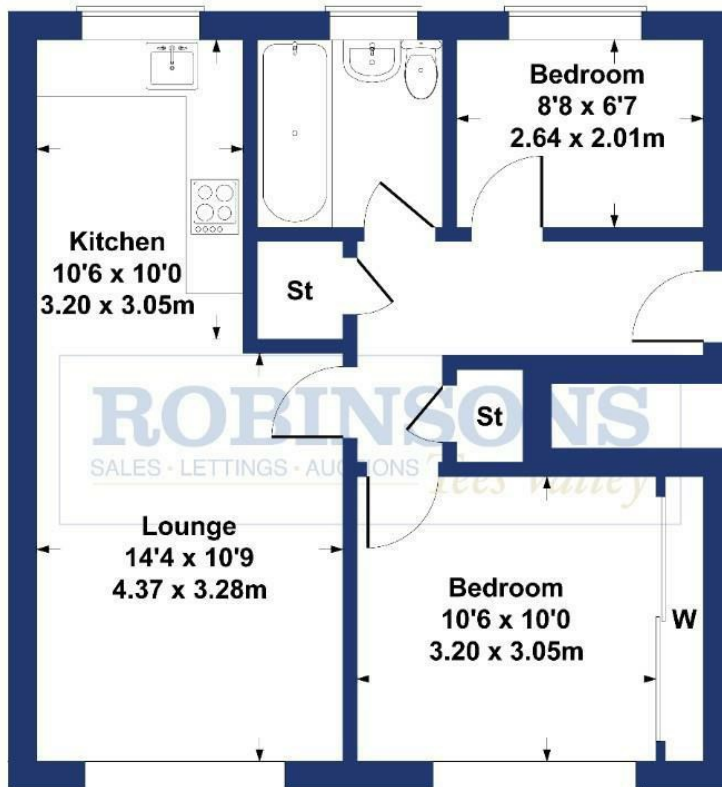 Bedroom
8'8 x 6'7
2.64 x 2.01m
Kitchen
10'6 x 10'0
3.20 x 3.05m
St
ROBINSONS
SALES · LETTINGS · AUCTIONS
Tees Valley
St
Lounge
14'4 x 10'9
4.37 x 3.28m
Bedroom
10'6 x 10'0
3.20 x 3.05m
W